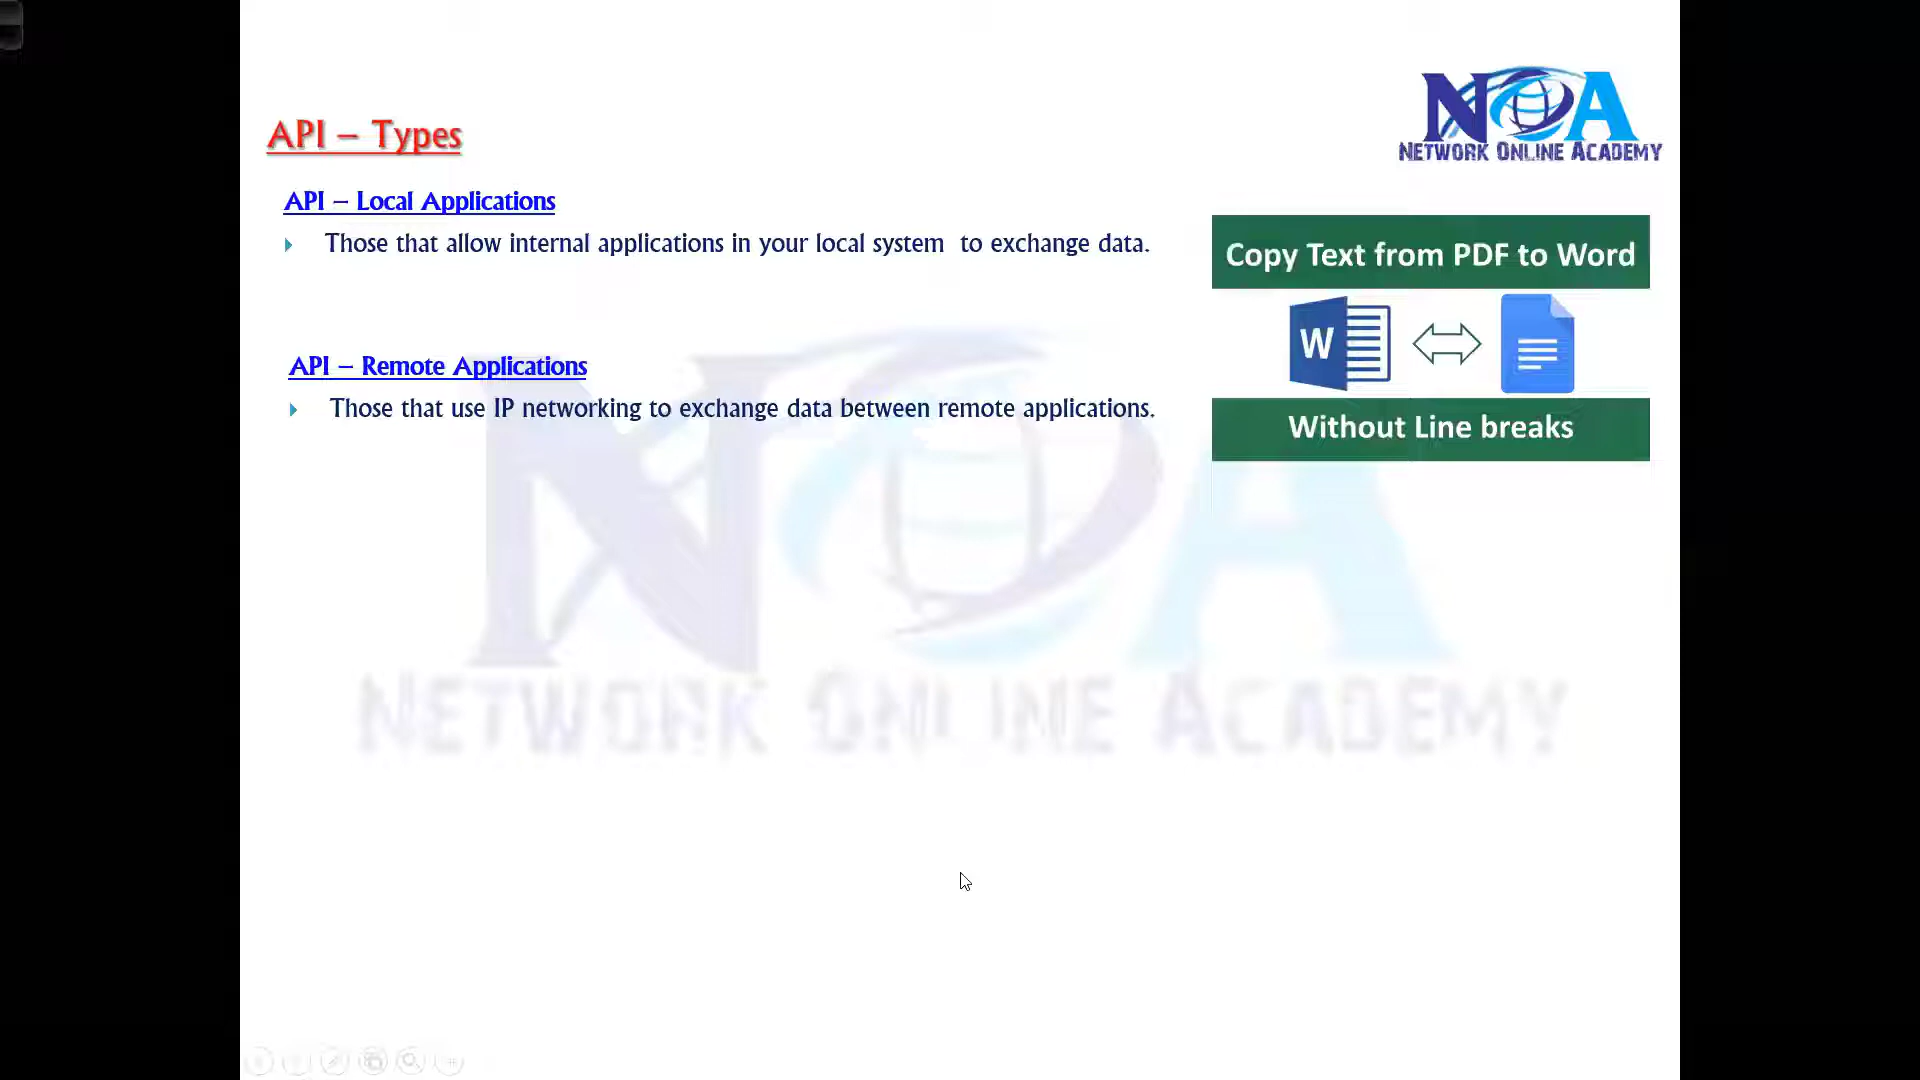 NOA
NETWORK ONLINE ACADEMY
API – Types
API – Local Applications
Those that allow internal applications in your local system to exchange data.
Copy Text from PDF to Word
W
Without Line breaks
API – Remote Applications
Those that use IP networking to exchange data between remote applications.
NOA
NETWORK ONLINE ACADEMY